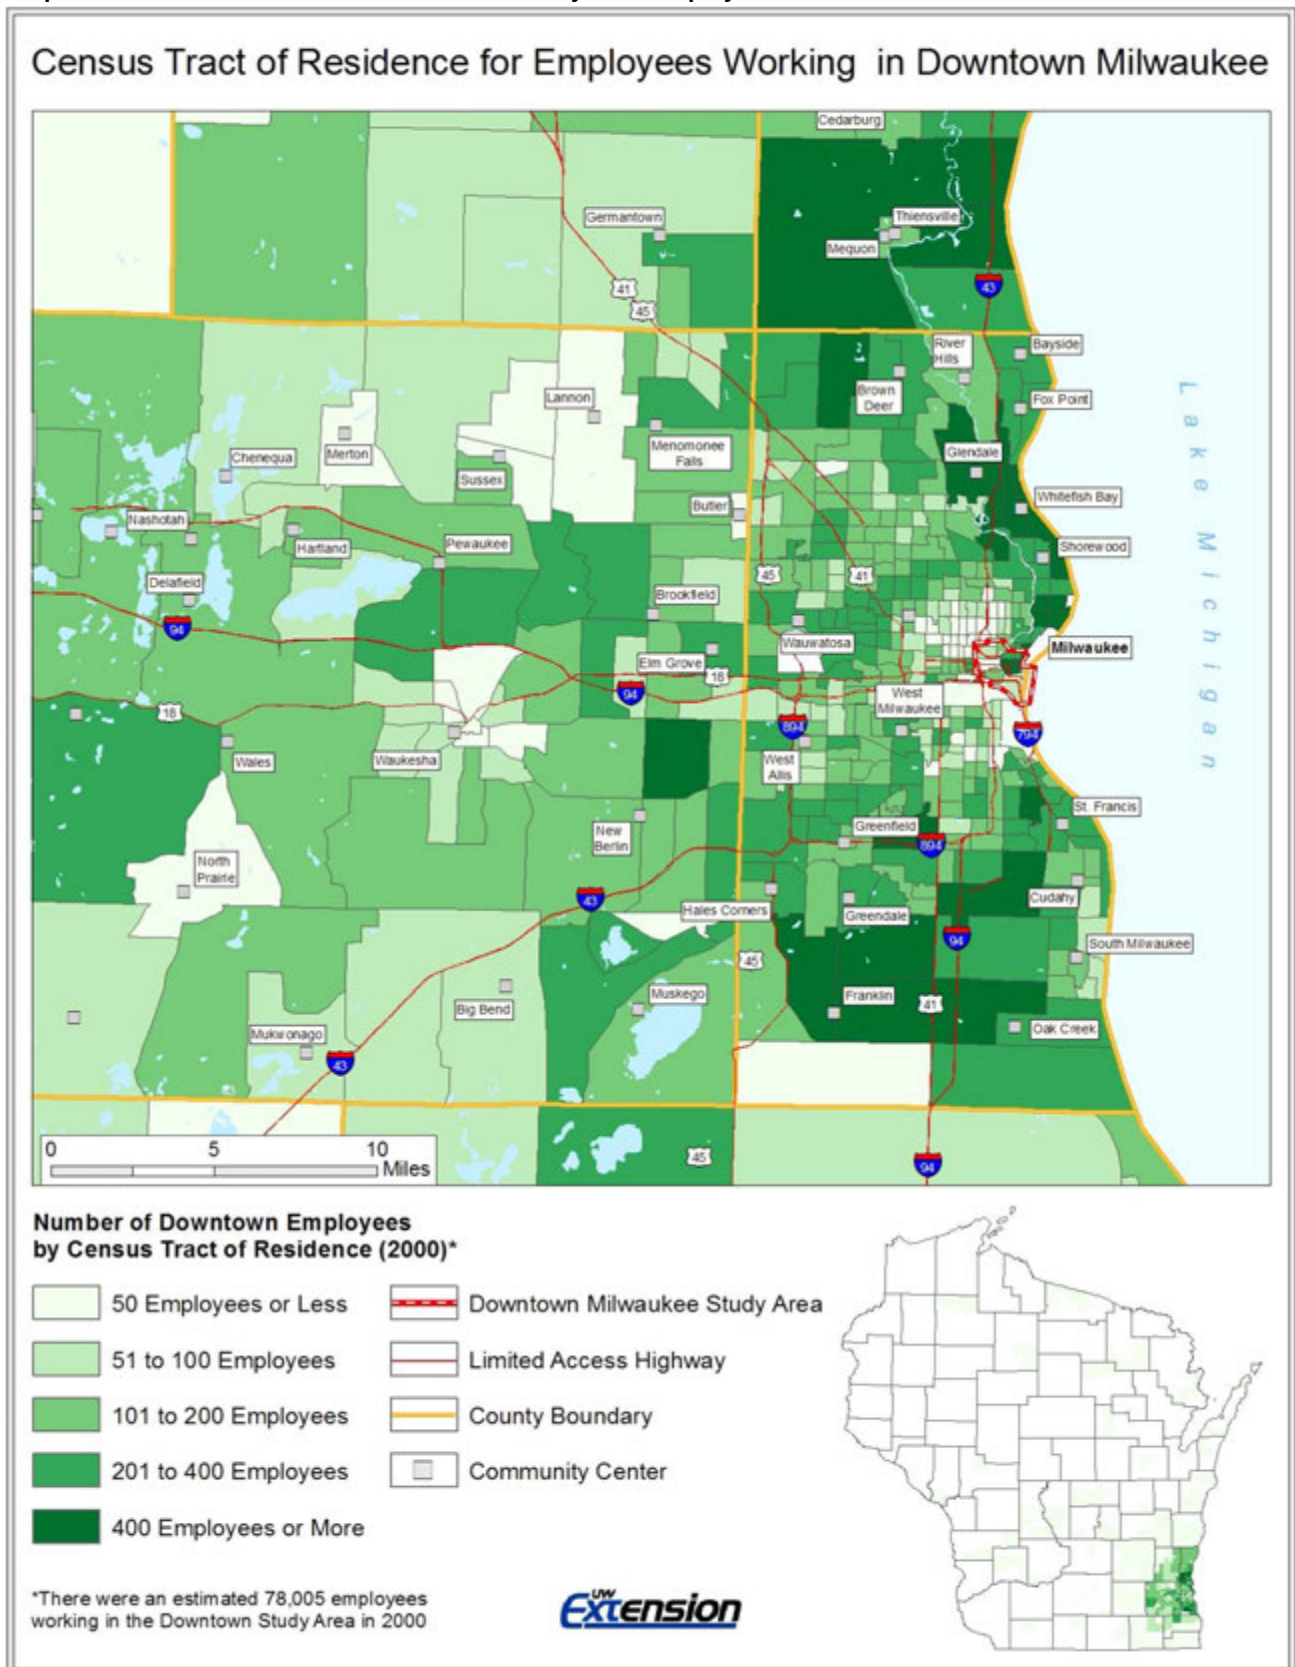 Census Tract of Residence for Employees Working in Downtown Milwaukee
Cedarburg
Germantown
Thiensville
Mequon
41
45
43
River
Hills
Bayside
Lannon
Brown
Deer
Fox Point
Chenequa
Merton
Menomonee
Falls
Glendale
Sussex
Whitefish Bay
Butler
Nashotah
Hartland
Pewaukee
Shorewood
Delafield
45
41
Brookfield
94
Wauwatosa
Milwaukee
Elm Grove
18
94
West
Milwaukee
18
894
794
Wales
Waukesha
West
Allis
St. Francis
New
Berlin
Greenfield
894
North
Prairie
43
Hales Corners
Greendale
Cudahy
94
South Milwaukee
45
Big Bend
Muskego
Franklin
41
Mukwonago
Oak Creek
43
45
94
Lake Michigan
0 5 10
Miles
Number of Downtown Employees
by Census Tract of Residence (2000)*
50 Employees or Less
51 to 100 Employees
101 to 200 Employees
201 to 400 Employees
400 Employees or More
Downtown Milwaukee Study Area
Limited Access Highway
County Boundary
Community Center
*There were an estimated 78,005 employees
working in the Downtown Study Area in 2000
UW
Extension